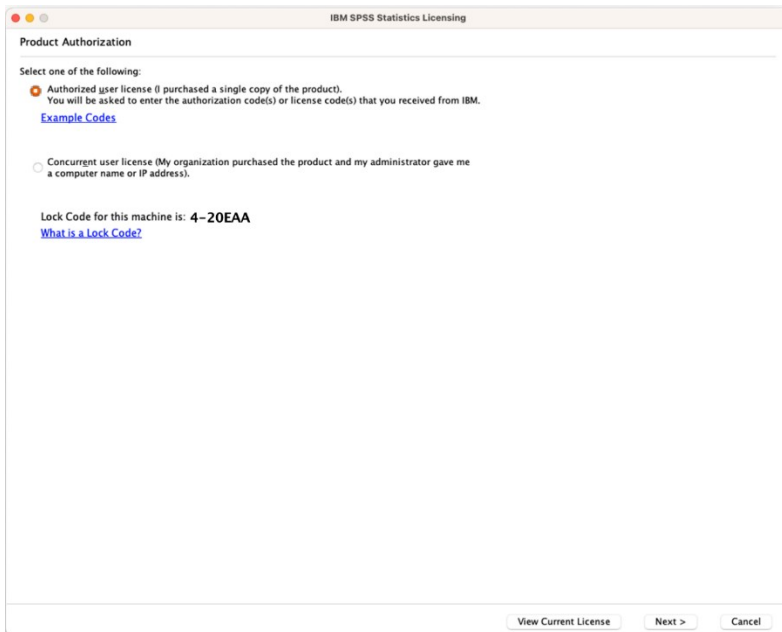 IBM SPSS Statistics Licensing
Product Authorization
Select one of the following:
Authorized user license (I purchased a single copy of the product).
You will be asked to enter the authorization code(s) or license code(s) that you received from IBM.
Example Codes
Concurrent user license (My organization purchased the product and my administrator gave me
a computer name or IP address).
Lock Code for this machine is: 4-20EAA
What is a Lock Code?
View Current License Next > Cancel